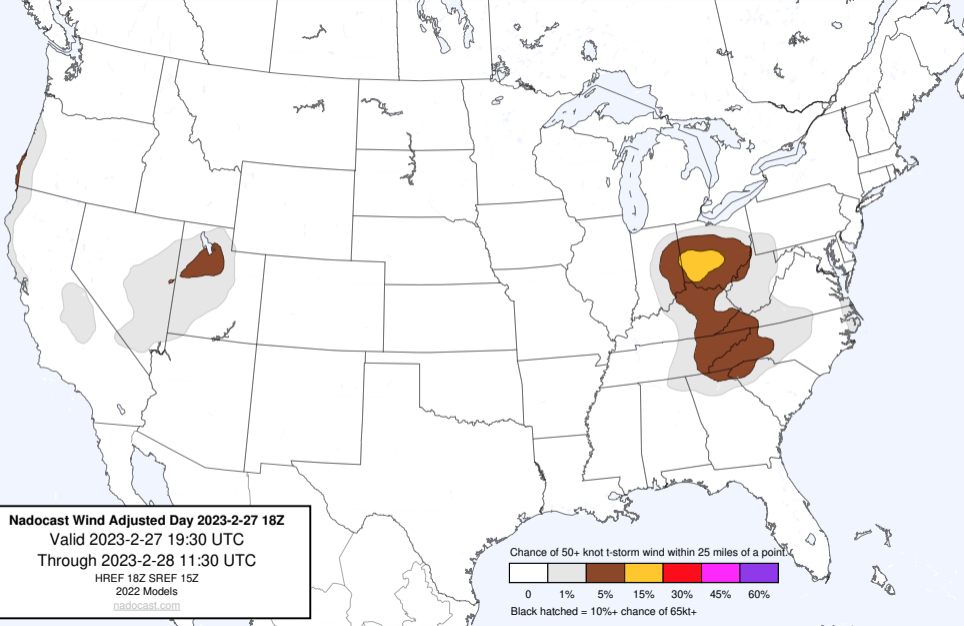 Nadocast Wind Adjusted Day 2023-2-27 18Z
Valid 2023-2-27 19:30 UTC
Through 2023-2-28 11:30 UTC
HREF 18Z SREF 15Z
2022 Models
nadocast.com
Chance of 50+ knot t-storm wind within 25 miles of a point.
0 1% 5% 15% 30% 45% 60%
Black hatched = 10%+ chance of 65kt+